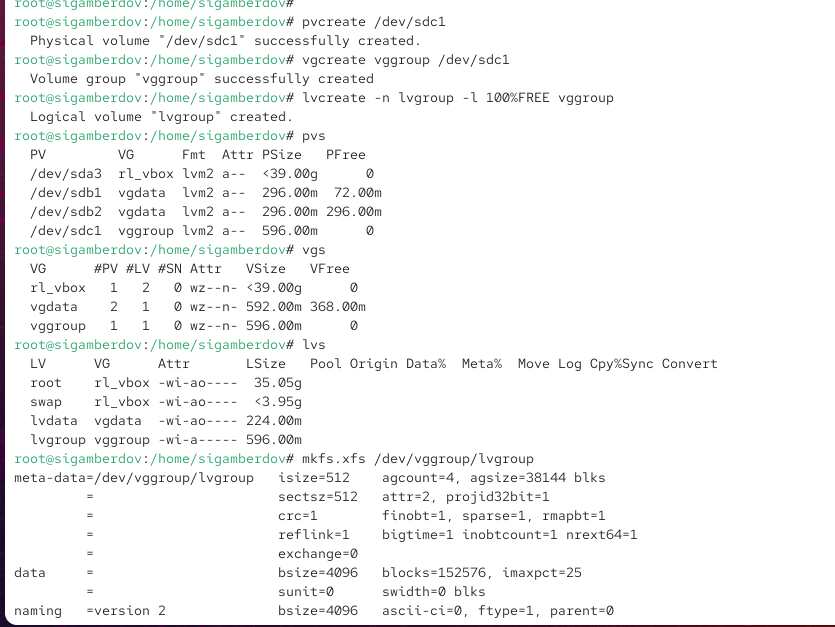 root@sigamberdov:/home/sigamberdov#
root@sigamberdov:/home/sigamberdov# pvcreate /dev/sdc1
  Physical volume "/dev/sdc1" successfully created.
root@sigamberdov:/home/sigamberdov# vgcreate vggroup /dev/sdc1
  Volume group "vggroup" successfully created
root@sigamberdov:/home/sigamberdov# lvcreate -n lvgroup -l 100%FREE vggroup
  Logical volume "lvgroup" created.
root@sigamberdov:/home/sigamberdov# pvs
  PV         VG      Fmt  Attr PSize   PFree
  /dev/sda3  rl_vbox lvm2 a--  <39.00g      0
  /dev/sdb1  vgdata  lvm2 a--  296.00m  72.00m
  /dev/sdb2  vgdata  lvm2 a--  296.00m 296.00m
  /dev/sdc1  vggroup lvm2 a--  596.00m      0
root@sigamberdov:/home/sigamberdov# vgs
  VG      #PV #LV #SN Attr   VSize   VFree
  rl_vbox   1   2   0 wz--n- <39.00g      0
  vgdata    2   1   0 wz--n- 592.00m 368.00m
  vggroup   1   1   0 wz--n- 596.00m      0
root@sigamberdov:/home/sigamberdov# lvs
  LV      VG      Attr       LSize   Pool Origin Data%  Meta%  Move Log Cpy%Sync Convert
  root    rl_vbox -wi-ao----  35.05g
  swap    rl_vbox -wi-ao----  <3.95g
  lvdata  vgdata  -wi-ao---- 224.00m
  lvgroup vggroup -wi-a----- 596.00m
root@sigamberdov:/home/sigamberdov# mkfs.xfs /dev/vggroup/lvgroup
meta-data=/dev/vggroup/lvgroup   isize=512    agcount=4, agsize=38144 blks
         =                       sectsz=512   attr=2, projid32bit=1
         =                       crc=1        finobt=1, sparse=1, rmapbt=1
         =                       reflink=1    bigtime=1 inobtcount=1 nrext64=1
         =                       exchange=0
data     =                       bsize=4096   blocks=152576, imaxpct=25
         =                       sunit=0      swidth=0 blks
naming   =version 2              bsize=4096   ascii-ci=0, ftype=1, parent=0